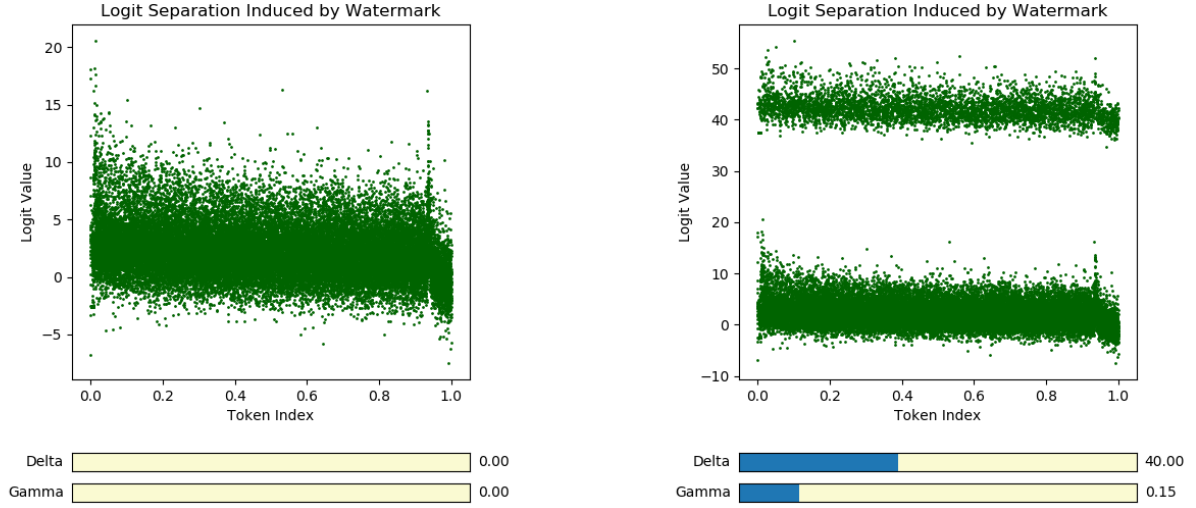 Logit Separation Induced by Watermark
20
15
10
5
0
−5
Logit Value
0.0 0.2 0.4 0.6 0.8 1.0
Token Index
Delta 0.00
Gamma 0.00
Logit Separation Induced by Watermark
50
40
30
20
10
0
−10
Logit Value
0.0 0.2 0.4 0.6 0.8 1.0
Token Index
Delta 40.00
Gamma 0.15